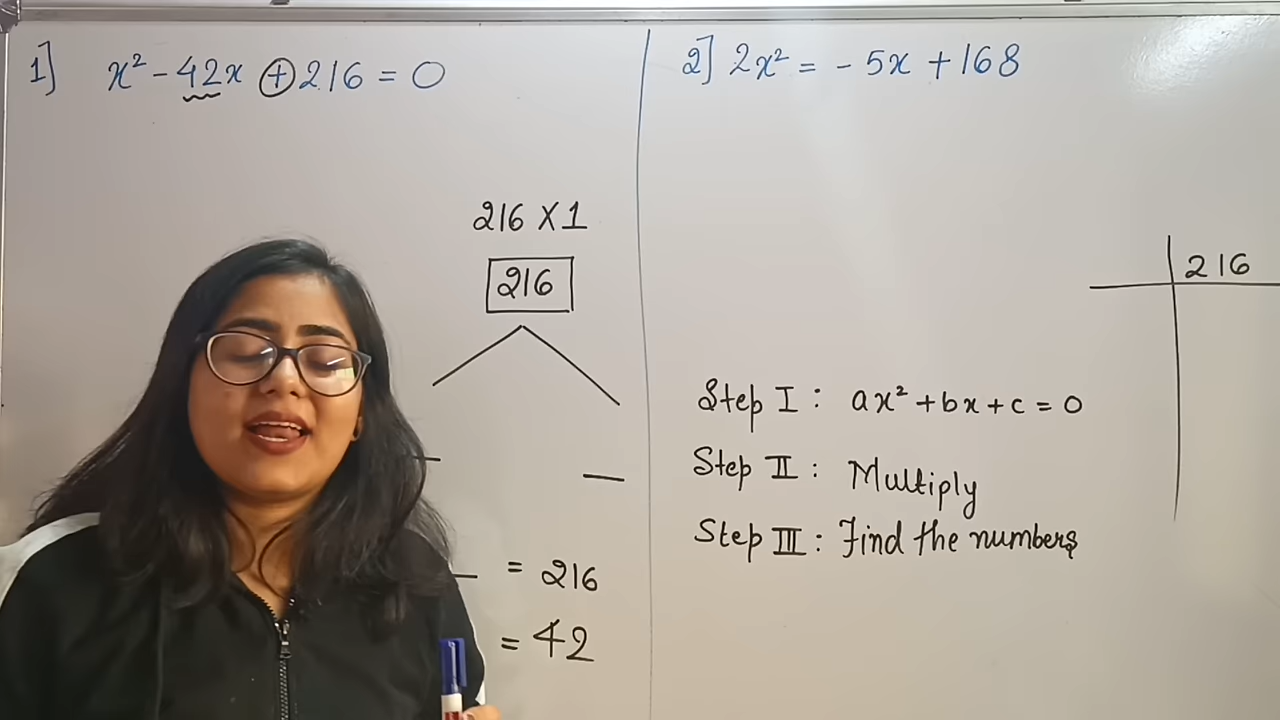 1] x² - 42x + 216 = 0
216 X 1
216
= 216
= 42
2] 2x² = - 5x + 168
216
Step I : ax² + bx + c = 0
Step II : Multiply
Step III : Find the numbers